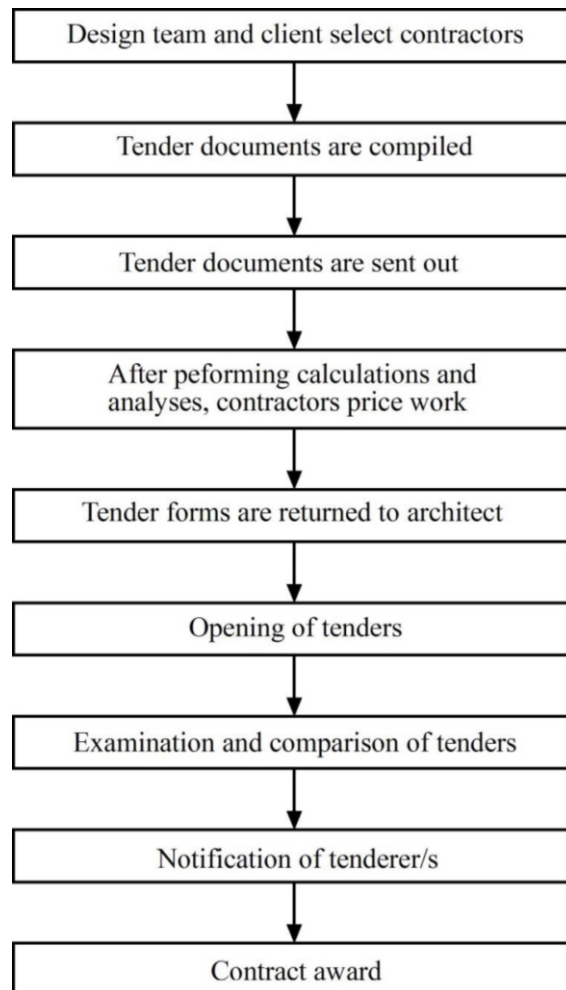 Design team and client select contractors
Tender documents are compiled
Tender documents are sent out
After peforming calculations and
analyses, contractors price work
Tender forms are returned to architect
Opening of tenders
Examination and comparison of tenders
Notification of tenderer/s
Contract award